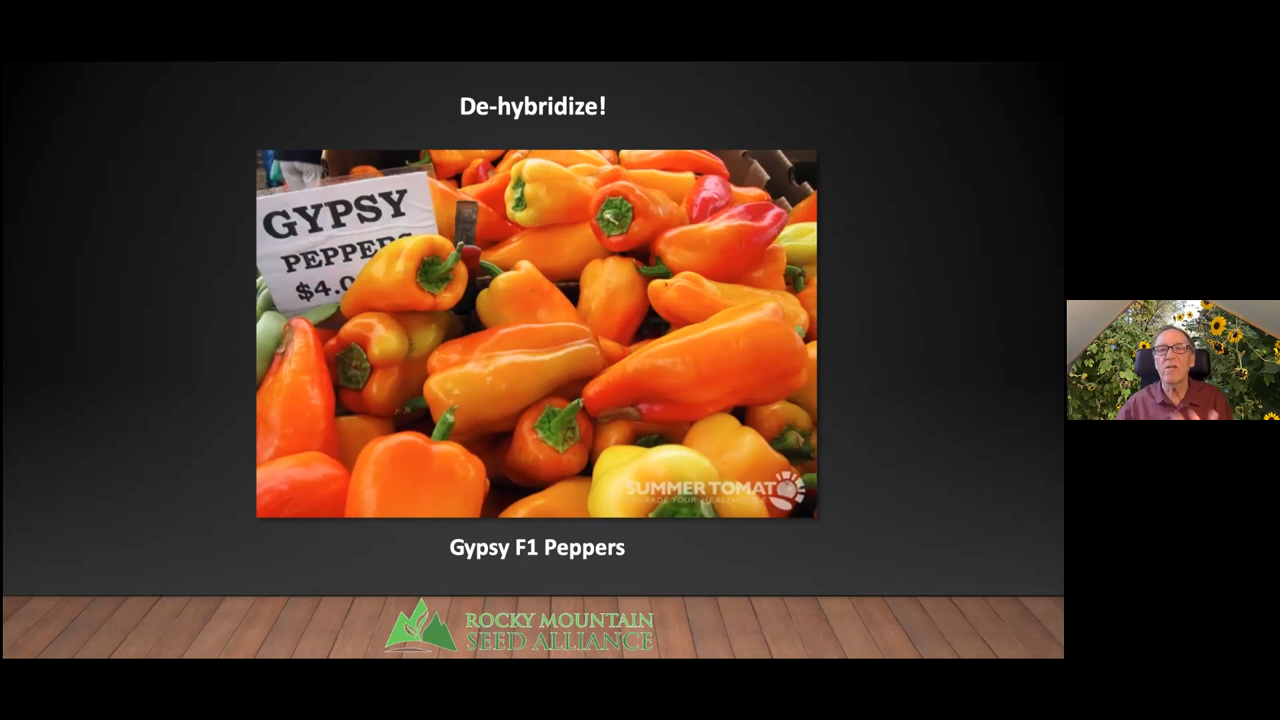 De-hybridize!
GYPSY
PEPPERS
$4.0
SUMMER TOMATO
Gypsy F1 Peppers
ROCKY MOUNTAIN
SEED ALLIANCE